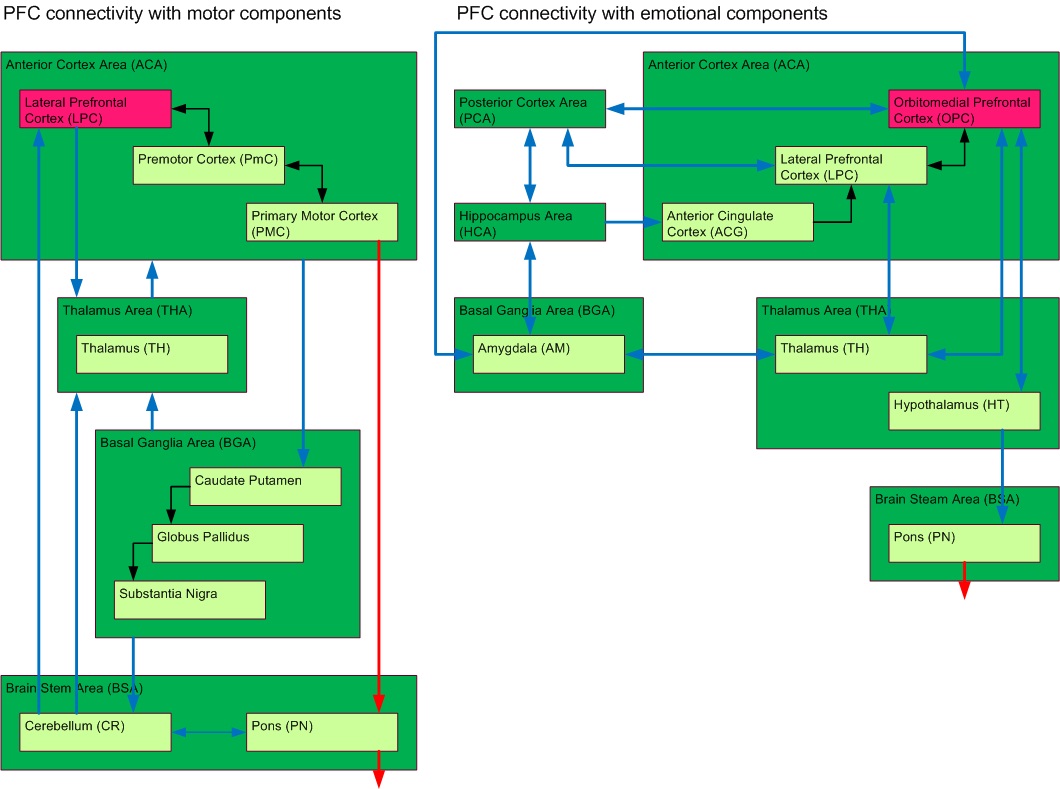 PFC connectivity with motor components
Anterior Cortex Area (ACA)
Lateral Prefrontal
Cortex (LPC)
Premotor Cortex (PmC)
Primary Motor Cortex
(PMC)
Thalamus Area (THA)
Thalamus (TH)
Basal Ganglia Area (BGA)
Caudate Putamen
Globus Pallidus
Substantia Nigra
Brain Stem Area (BSA)
Cerebellum (CR)
Pons (PN)
PFC connectivity with emotional components
Anterior Cortex Area (ACA)
Posterior Cortex Area
(PCA)
Orbitomedial Prefrontal
Cortex (OPC)
Lateral Prefrontal
Cortex (LPC)
Hippocampus Area
(HCA)
Anterior Cingulate
Cortex (ACG)
Basal Ganglia Area (BGA)
Amygdala (AM)
Thalamus Area (THA
Thalamus (TH)
Hypothalamus (HT)
Brain Steam Area (BSA)
Pons (PN)